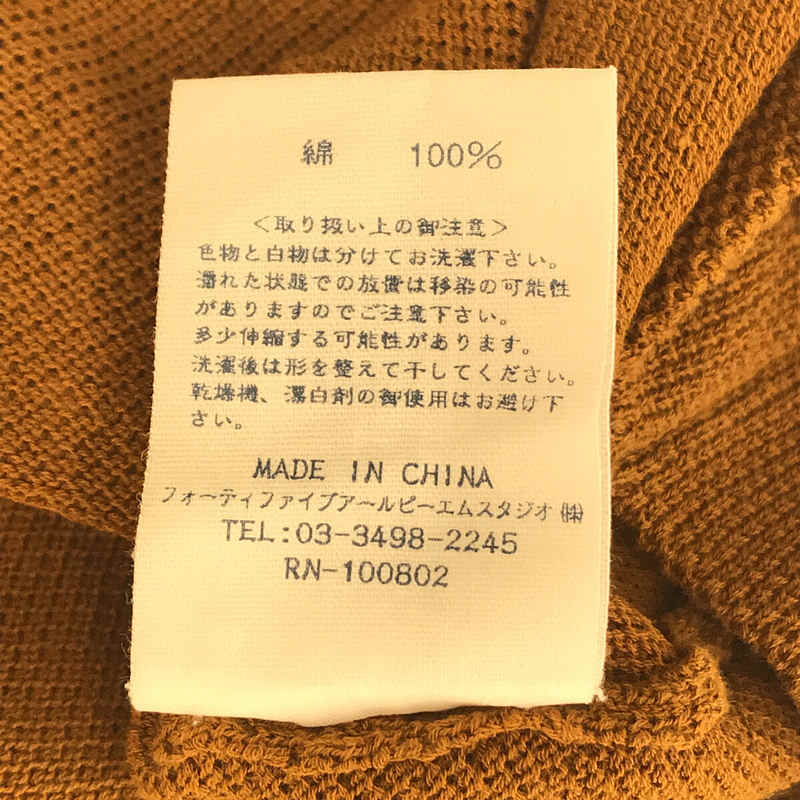 綿 100%
＜取り扱い上の御注意＞
色物と白物は分けてお洗濯下さい。
濡れた状態での放置は移染の可能性
がありますのでご注意下さい。
多少伸縮する可能性があります。
洗濯後は形を整えて干してください。
乾燥機、漂白剤の御使用はお避け下
さい。
MADE IN CHINA
フォーティファイブアールピーエムスタジオ㈱
TEL:03-3498-2245
RN-100802